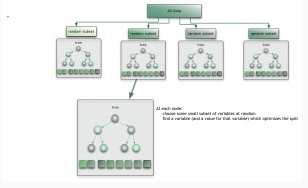 All Data
random subset
random subset
random subset
random subset
tree
tree
tree
tree
tree
At each node:
choose some small subset of variables at random
find a variable (and a value for that variable) which optimizes the split